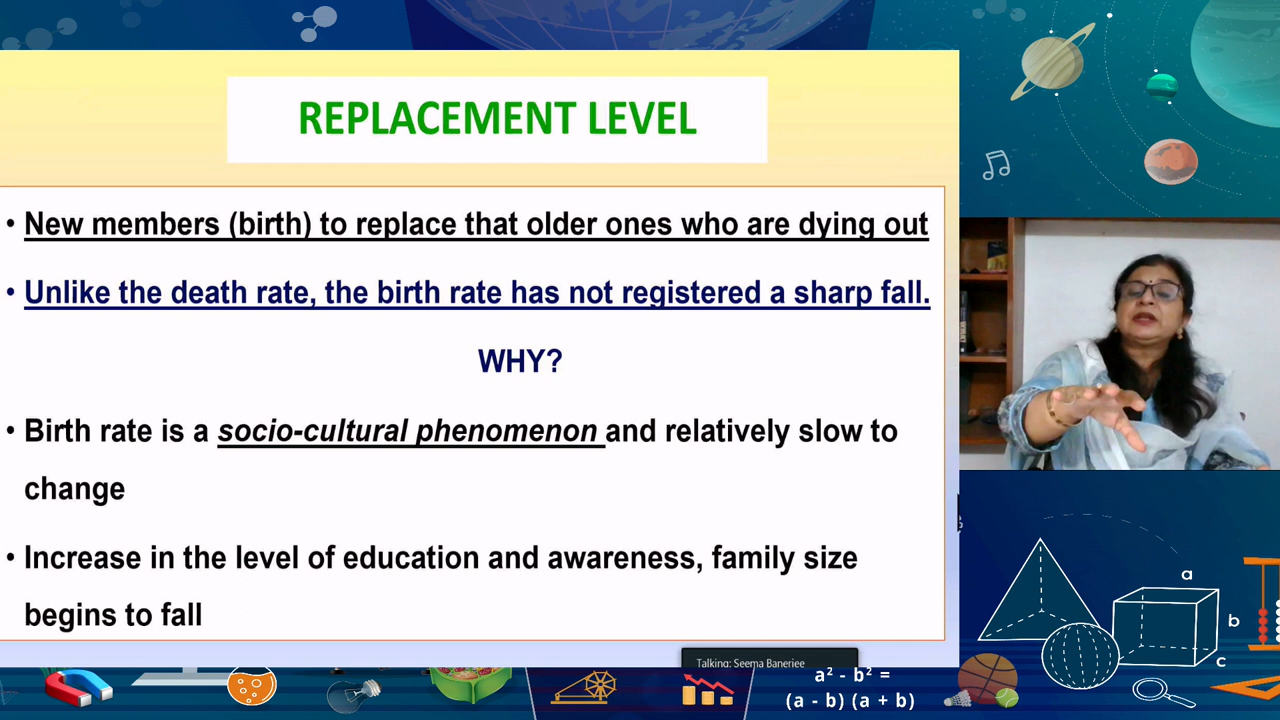 REPLACEMENT LEVEL
• New members (birth) to replace that older ones who are dying out
• Unlike the death rate, the birth rate has not registered a sharp fall.
WHY?
• Birth rate is a socio-cultural phenomenon and relatively slow to
change
• Increase in the level of education and awareness, family size
begins to fall
Talking: Seema Banerjee
a
b
c
a² - b² =
(a - b) (a + b)